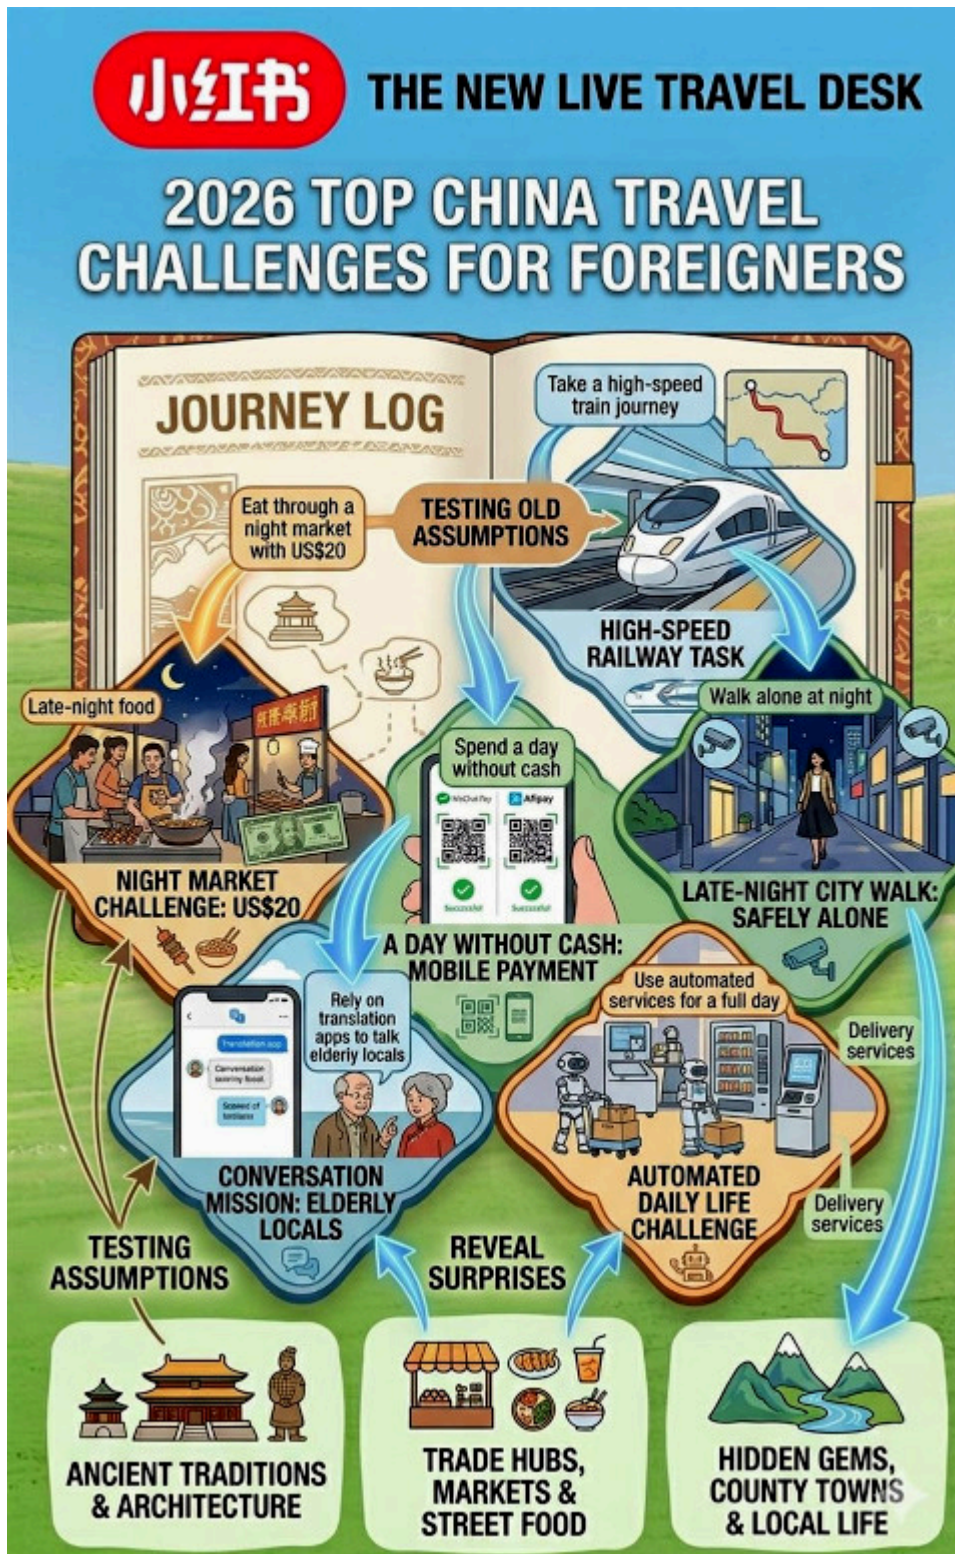 小红书
THE NEW LIVE TRAVEL DESK
2026 TOP CHINA TRAVEL
CHALLENGES FOR FOREIGNERS
JOURNEY LOG
Take a high-speed
train journey
Eat through a
night market
with US$20
TESTING OLD
ASSUMPTIONS
HIGH-SPEED
RAILWAY TASK
Late-night food
Walk alone at night
Spend a day
without cash
Alipay
Successful
Successful
NIGHT MARKET
CHALLENGE: US$20
LATE-NIGHT CITY WALK:
SAFELY ALONE
A DAY WITHOUT CASH:
MOBILE PAYMENT
Use automated
services for a full day
Rely on
translation
apps to talk
elderly locals
Translation app
Conversation
Delivery
services
CONVERSATION
MISSION: ELDERLY
LOCALS
AUTOMATED
DAILY LIFE
CHALLENGE
Delivery
services
TESTING
ASSUMPTIONS
REVEAL
SURPRISES
ANCIENT TRADITIONS
& ARCHITECTURE
TRADE HUBS,
MARKETS &
STREET FOOD
HIDDEN GEMS,
COUNTY TOWNS
& LOCAL LIFE